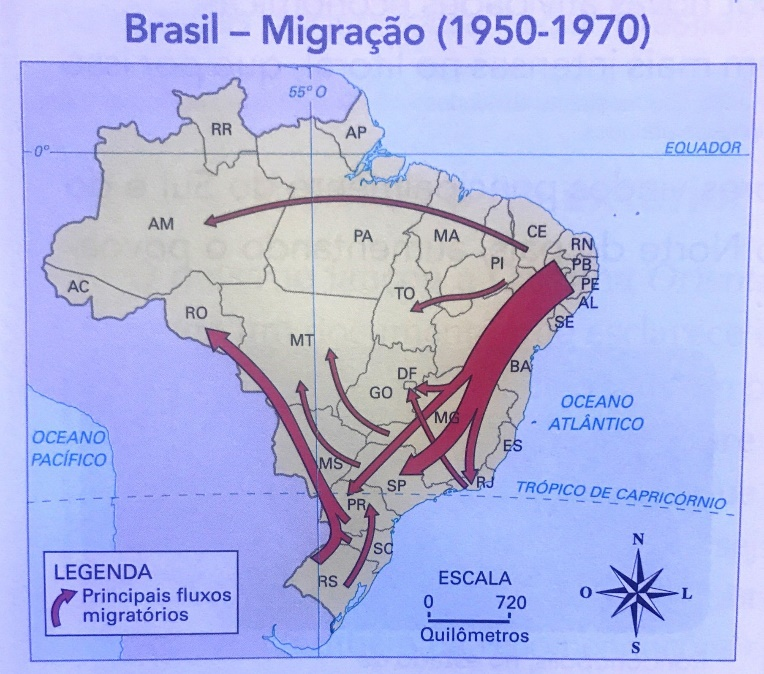 Brasil – Migração (1950-1970)
55° O
RR
AP
0°
EQUADOR
AM
PA
MA
CE
RN
PB
PI
PE
AC
TO
AL
RO
SE
MT
BA
DF
GO
OCEANO
ATLÂNTICO
MG
OCEANO
PACÍFICO
ES
MS
SP
RJ
TRÓPICO DE CAPRICÓRNIO
PR
SC
RS
LEGENDA
Principais fluxos
migratórios
ESCALA
0 720
Quilômetros
N
O L
S